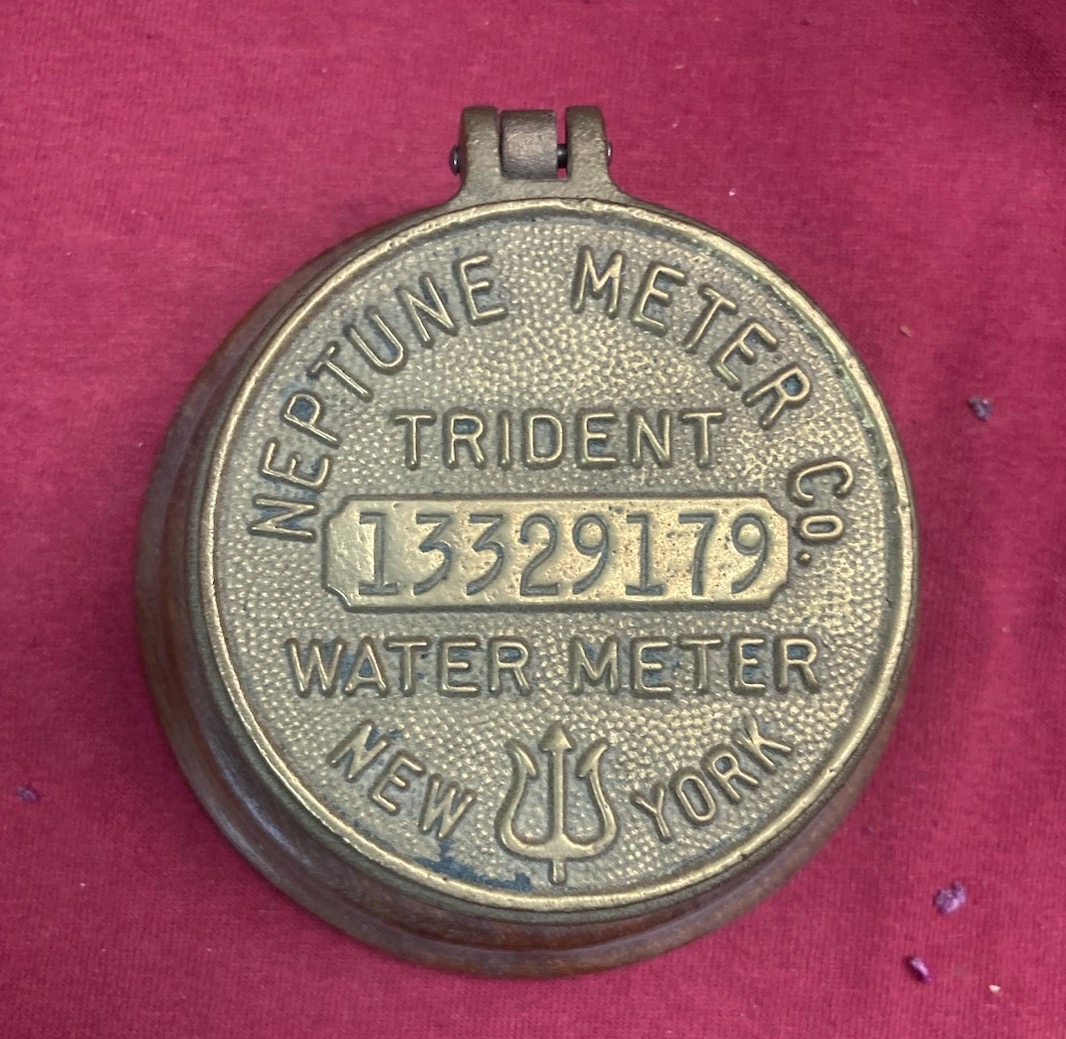 NEPTUNE METER CO.
TRIDENT
13329179
WATER METER
NEW YORK